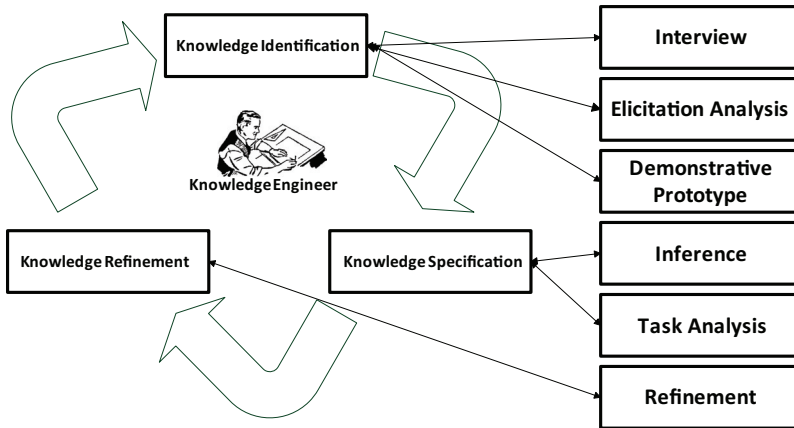 Knowledge Identification
Interview
Elicitation Analysis
Knowledge Engineer
Demonstrative
Prototype
Knowledge Refinement
Knowledge Specification
Inference
Task Analysis
Refinement